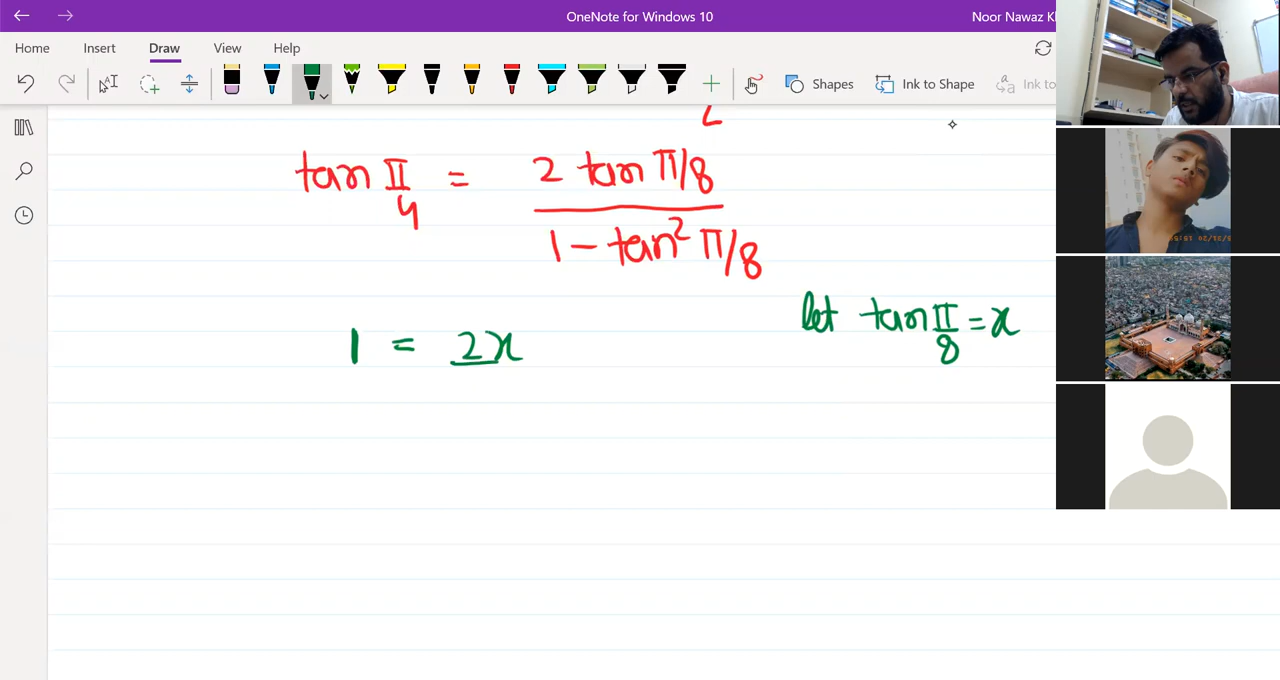 OneNote for Windows 10
Noor Nawaz Kh
Home Insert Draw View Help
Shapes Ink to Shape Ink to
tan π/4 = 2 tan π/8
1 - tan² π/8
let tan π/8 = x
1 = 2x